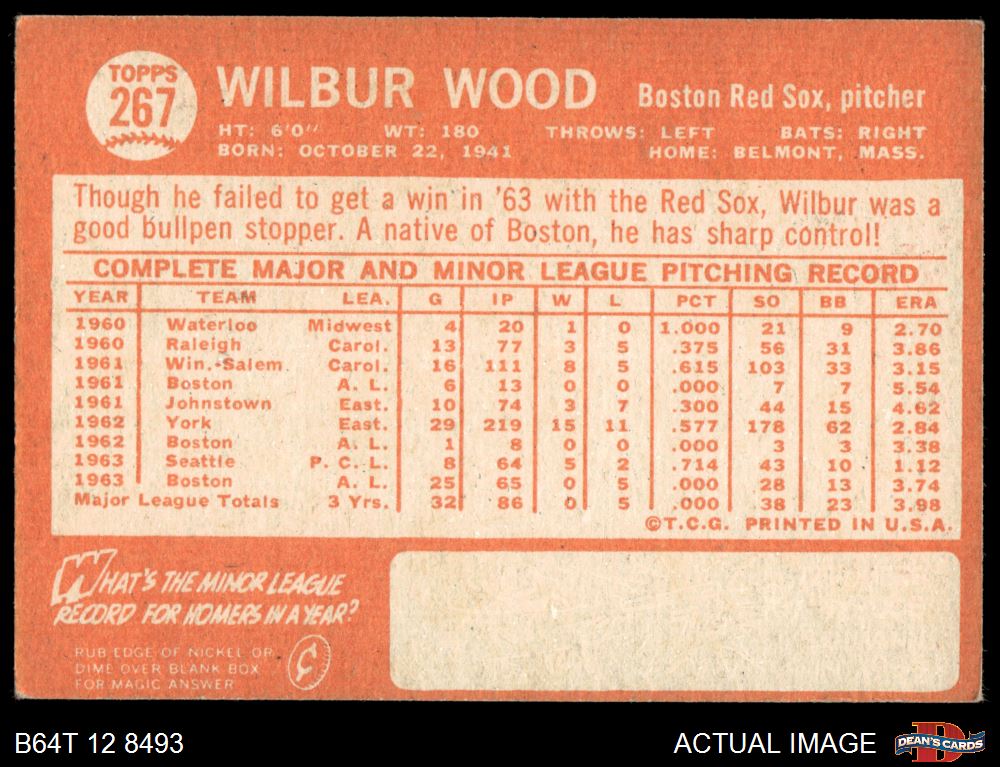 TOPPS
267
WILBUR WOOD Boston Red Sox, pitcher
HT: 6'0" WT: 180 THROWS: LEFT BATS: RIGHT
BORN: OCTOBER 22, 1941 HOME: BELMONT, MASS.
Though he failed to get a win in '63 with the Red Sox, Wilbur was a
good bullpen stopper. A native of Boston, he has sharp control!
COMPLETE MAJOR AND MINOR LEAGUE PITCHING RECORD
YEAR TEAM LEA. G IP W L PCT SO BB ERA
1960 Waterloo Midwest 4 20 1 0 1.000 21 9 2.70
1960 Raleigh Carol. 13 77 3 5 .375 56 31 3.86
1961 Win.-Salem Carol. 16 111 8 5 .615 103 33 3.15
1961 Boston A. L. 6 13 0 0 .000 7 7 5.54
1961 Johnstown East. 10 74 3 7 .300 44 15 4.62
1962 York East. 29 219 15 11 .577 178 62 2.84
1962 Boston A. L. 1 8 0 0 .000 3 3 3.38
1963 Seattle P. C. L. 8 64 5 2 .714 43 10 1.12
1963 Boston A. L. 25 65 0 5 .000 28 13 3.74
Major League Totals 3 Yrs. 32 86 0 5 .000 38 23 3.98
©T.C.G. PRINTED IN U.S.A.
WHAT'S THE MINOR LEAGUE
RECORD FOR HOMERS IN A YEAR?
RUB EDGE OF NICKEL OR
DIME OVER BLANK BOX
FOR MAGIC ANSWER
¢
B64T 12 8493 ACTUAL IMAGE D DEAN'S CARDS